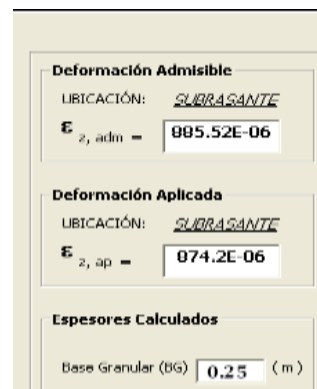 Deformación Admisible
UBICACIÓN: SUBRASANTE
ε z, adm = 885.52E-06
Deformación Aplicada
UBICACIÓN: SUBRASANTE
ε z, ap = 874.2E-06
Espesores Calculados
Base Granular (BG) 0.25 (m)